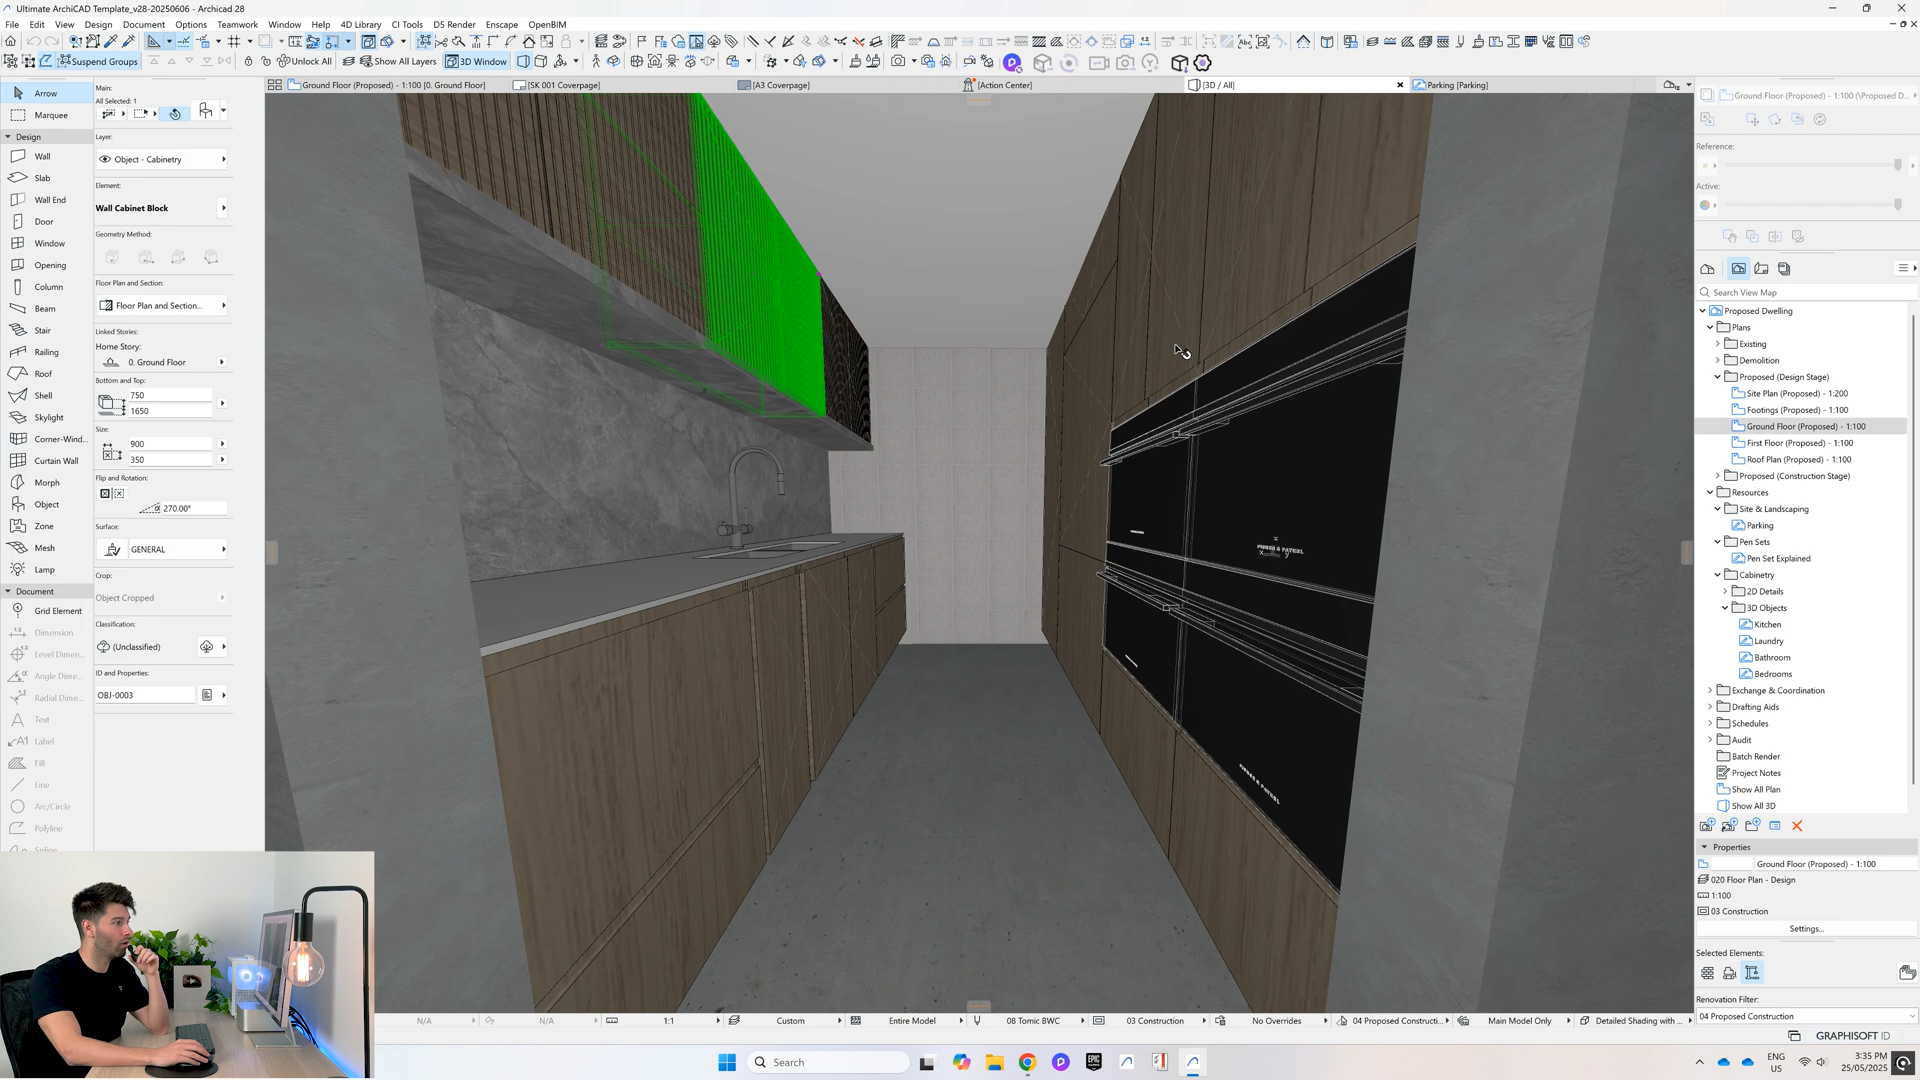 Ultimate ArchiCAD Template_v28-20250606 - Archicad 28
File Edit View Design Document Options Teamwork Window Help 4D Library CI Tools D5 Render Enscape OpenBIM
Suspend Groups Unlock All Show All Layers 3D Window
Ground Floor (Proposed) - 1:100 [0. Ground Floor] [SK 001 Coverpage] [A3 Coverpage] [Action Center] [3D / All] Parking [Parking]
Arrow
Marquee
Design
Wall
Slab
Wall End
Door
Window
Opening
Column
Beam
Stair
Railing
Roof
Shell
Skylight
Corner-Wind...
Curtain Wall
Morph
Object
Zone
Mesh
Lamp
Document
Grid Element
Dimension
Level Dimen...
Angle Dime...
Radial Dime...
Text
Label
Fill
Line
Arc/Circle
Polyline
Spline
Main:
All Selected: 1
Layer:
Object - Cabinetry
Element:
Wall Cabinet Block
Geometry Method:
Floor Plan and Section:
Floor Plan and Section...
Linked Stories:
Home Story:
0. Ground Floor
Bottom and Top:
750
1650
Size:
900
350
Flip and Rotation:
270.00°
Surface:
GENERAL
Crop:
Object Cropped
Classification:
(Unclassified)
ID and Properties:
OBJ-0003
FISHER & PAYKEL
FISHER & PAYKEL
Ground Floor (Proposed) - 1:100 (\Proposed D...
Reference:
Active:
Search View Map
Proposed Dwelling
Plans
Existing
Demolition
Proposed (Design Stage)
Site Plan (Proposed) - 1:200
Footings (Proposed) - 1:100
Ground Floor (Proposed) - 1:100
First Floor (Proposed) - 1:100
Roof Plan (Proposed) - 1:100
Proposed (Construction Stage)
Resources
Site & Landscaping
Parking
Pen Sets
Pen Set Explained
Cabinetry
2D Details
3D Objects
Kitchen
Laundry
Bathroom
Bedrooms
Exchange & Coordination
Drafting Aids
Schedules
Audit
Batch Render
Project Notes
Show All Plan
Show All 3D
Properties
Ground Floor (Proposed) - 1:100
020 Floor Plan - Design
1:100
03 Construction
Settings...
Selected Elements:
Renovation Filter:
04 Proposed Construction
GRAPHISOFT ID
N/A N/A 1:1 Custom Entire Model 08 Tomic BWC 03 Construction No Overrides 04 Proposed Constructi... Main Model Only Detailed Shading with ...
Search
EPIC
ENG
US
3:35 PM
25/05/2025